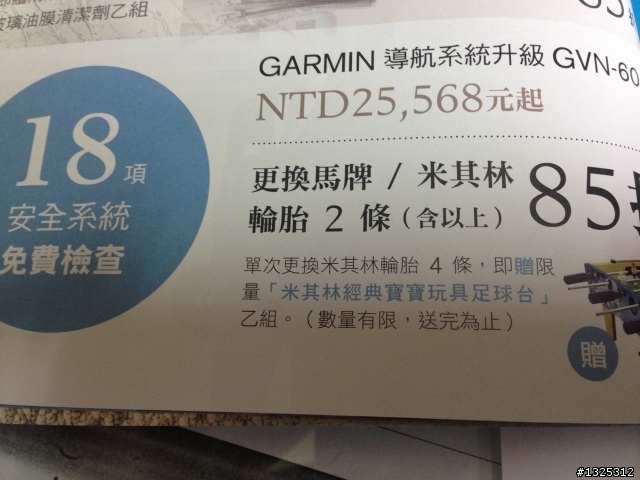 玻璃油膜清潔劑乙組
GARMIN 導航系統升級 GVN-60
NTD25,568元起
18項
安全系統
免費檢查
更換馬牌 / 米其林
輪胎 2 條（含以上）
85
單次更換米其林輪胎 4 條，即贈限
量「米其林經典寶寶玩具足球台」
乙組。（數量有限，送完為止）
贈
#1325312